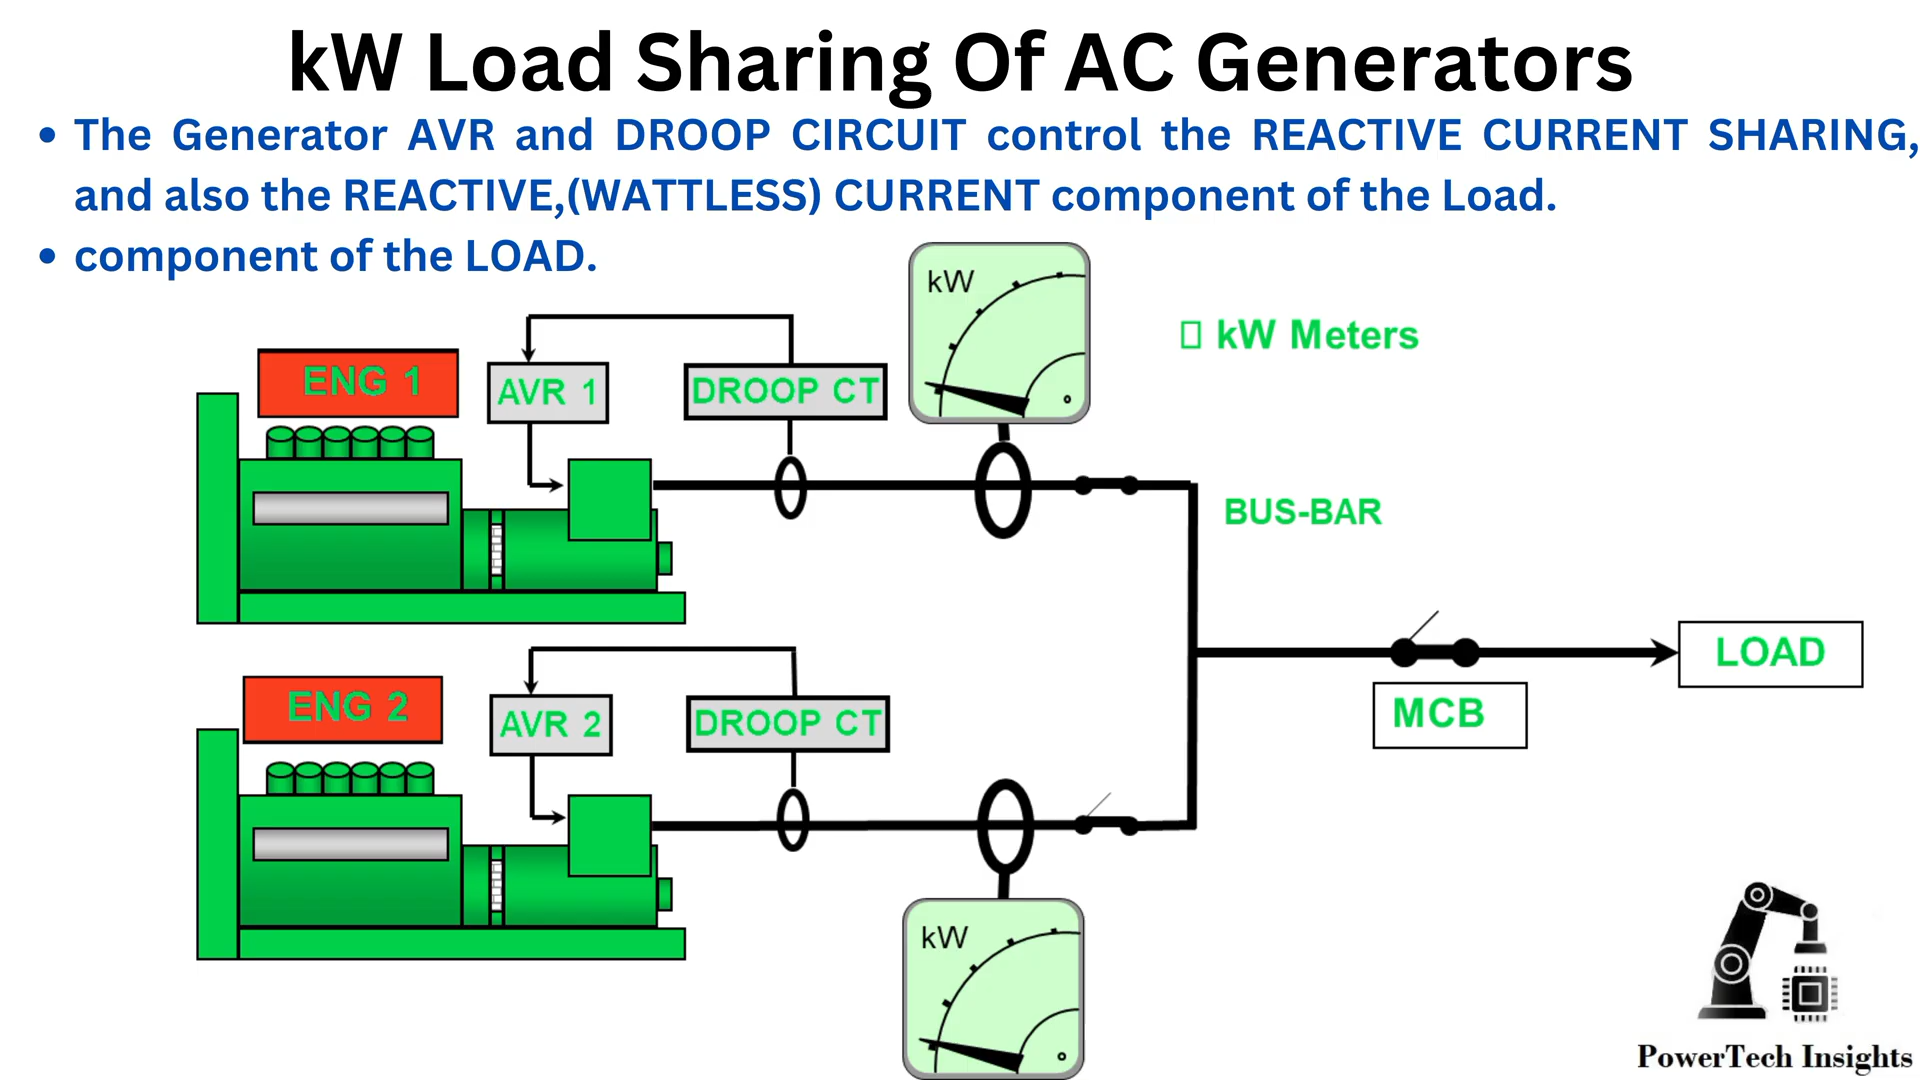 kW Load Sharing Of AC Generators
• The Generator AVR and DROOP CIRCUIT control the REACTIVE CURRENT SHARING,
and also the REACTIVE,(WATTLESS) CURRENT component of the Load.
• component of the LOAD.
kW
▯ kW Meters
ENG 1
AVR 1
DROOP CT
BUS-BAR
LOAD
ENG 2
AVR 2
DROOP CT
MCB
kW
PowerTech Insights